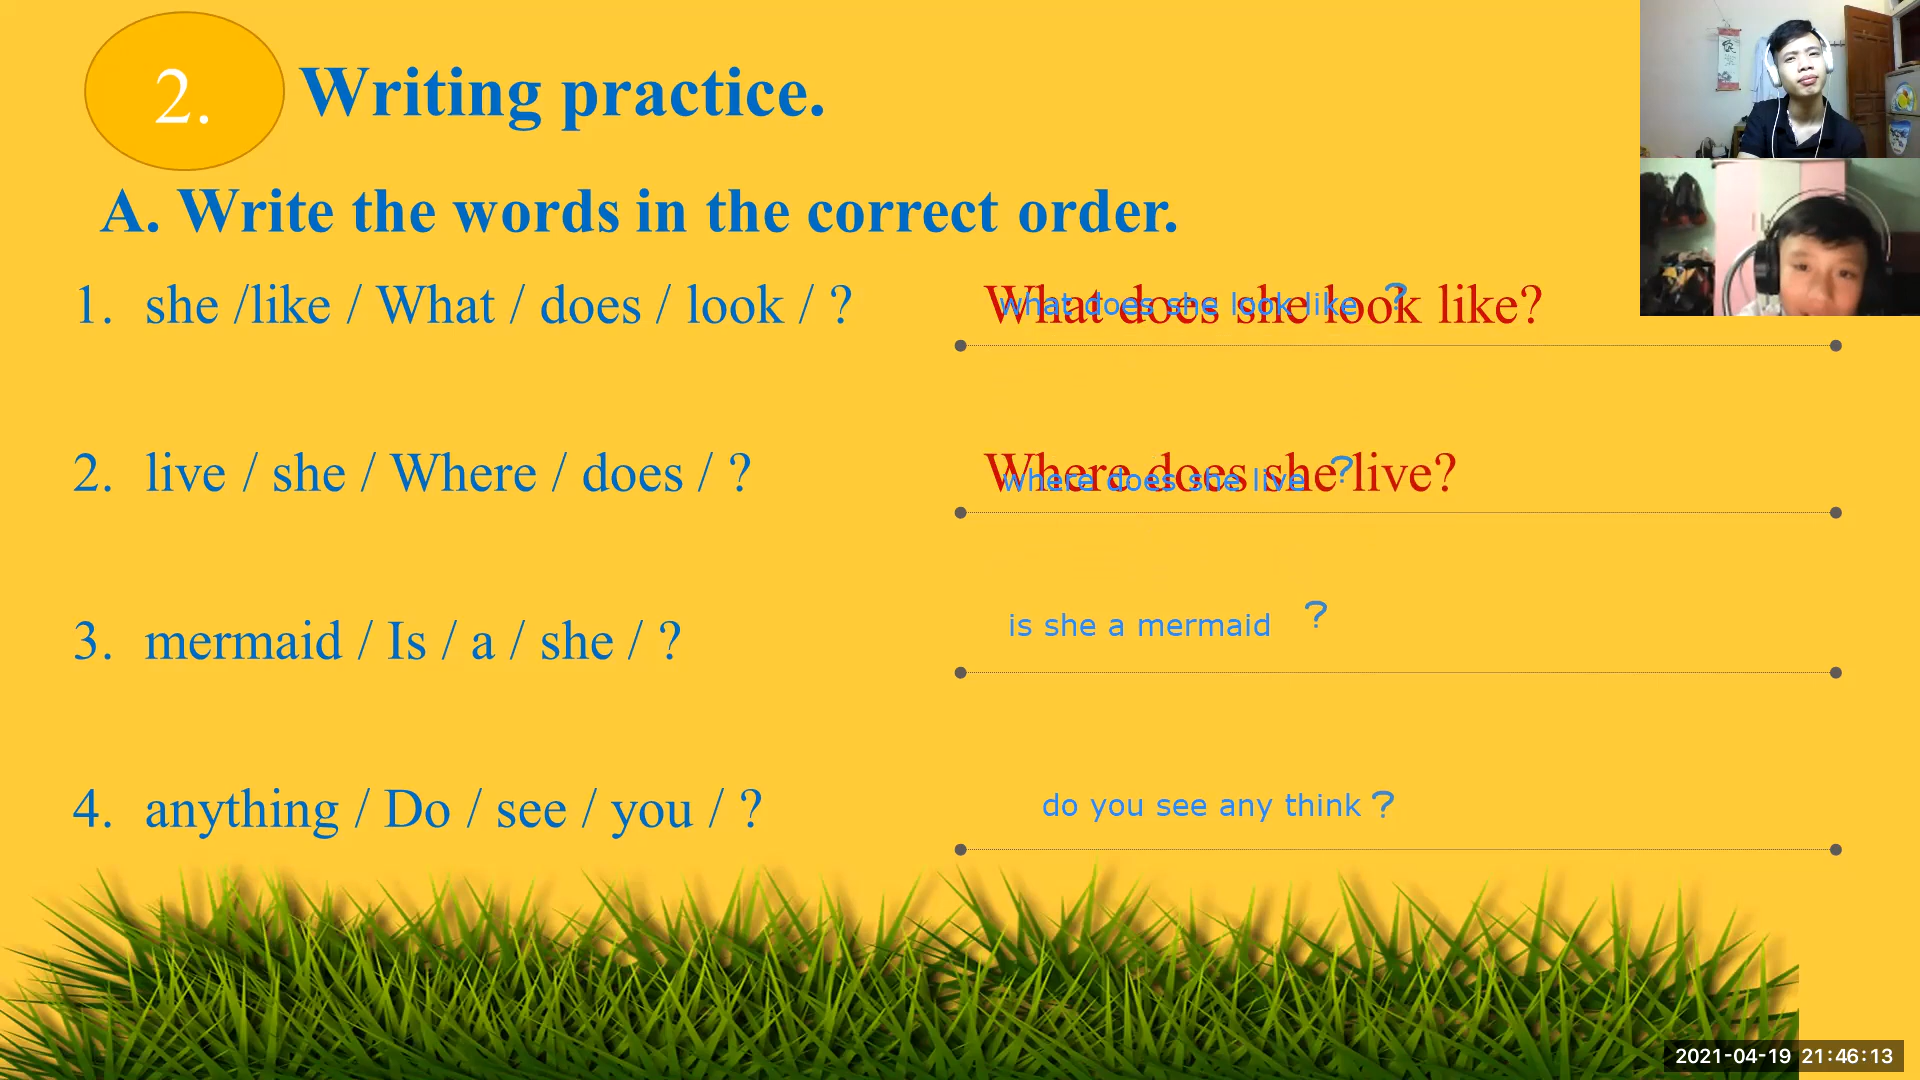 2. Writing practice.
A. Write the words in the correct order.
1. she /like / What / does / look / ?
What does she look like?
what does she look like ?
2. live / she / Where / does / ?
Where does she live?
where does she live ?
3. mermaid / Is / a / she / ?
is she a mermaid ?
4. anything / Do / see / you / ?
do you see any think ?
2021-04-19 21:46:13